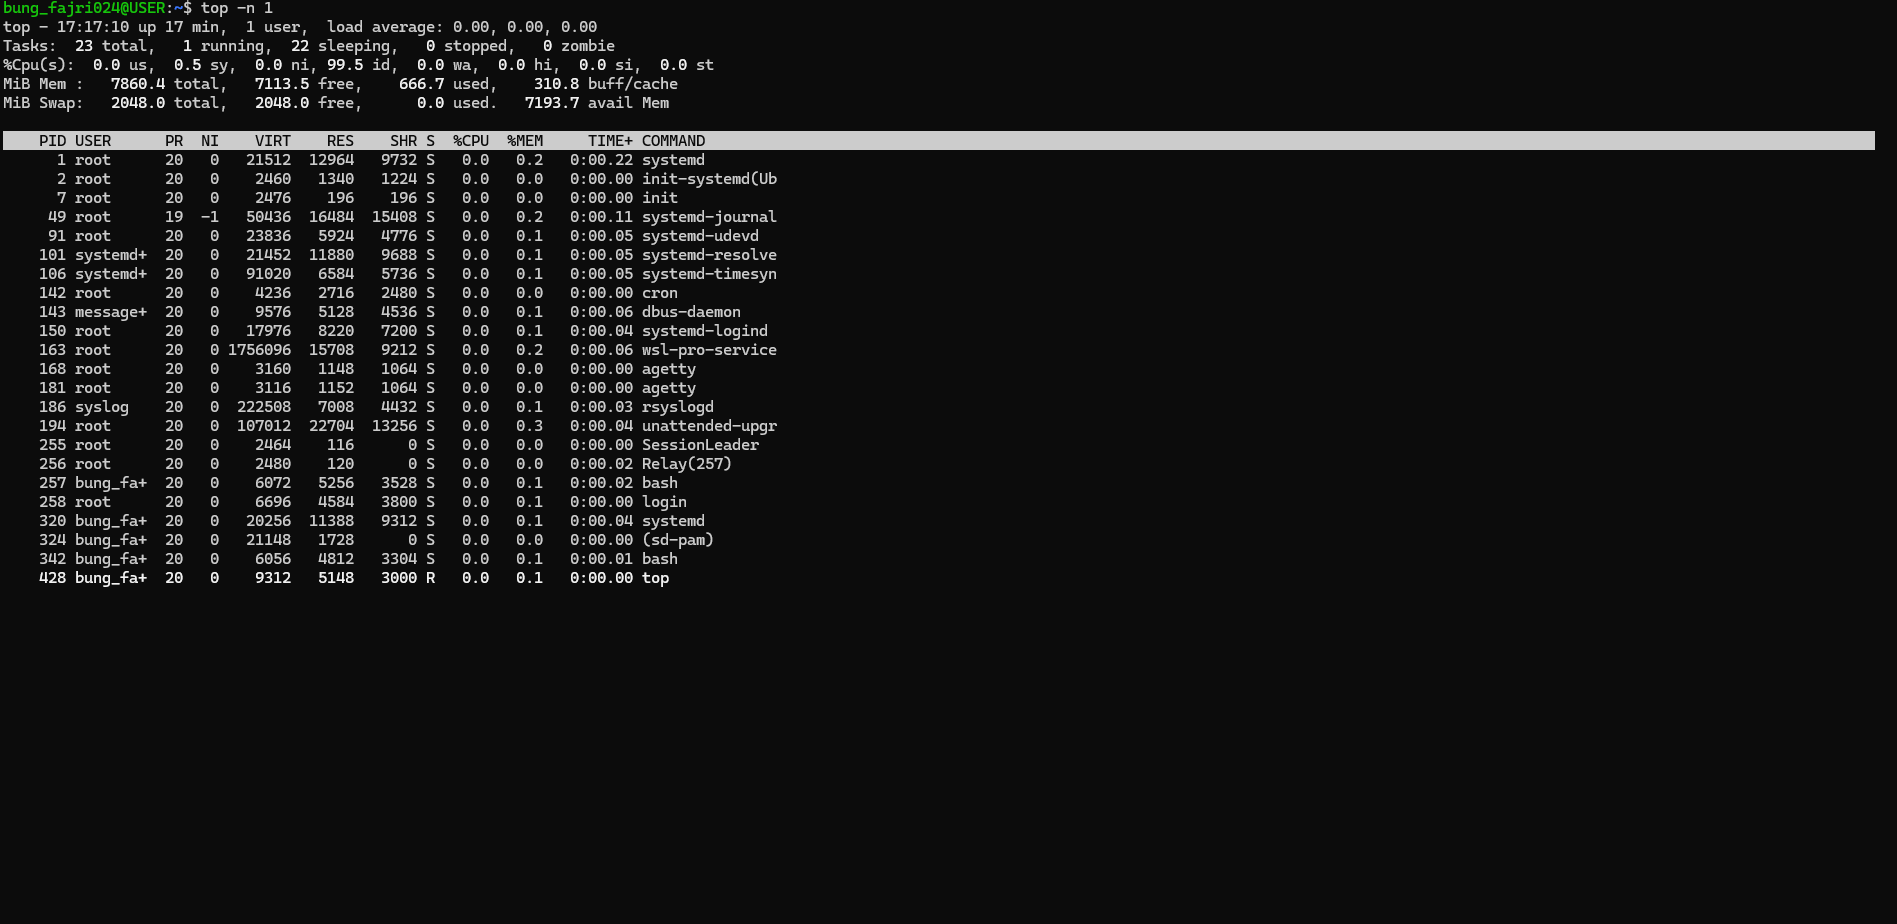 bung_fajri024@USER:~$ top -n 1
top - 17:17:10 up 17 min,  1 user,  load average: 0.00, 0.00, 0.00
Tasks:  23 total,   1 running,  22 sleeping,   0 stopped,   0 zombie
%Cpu(s):  0.0 us,  0.5 sy,  0.0 ni, 99.5 id,  0.0 wa,  0.0 hi,  0.0 si,  0.0 st
MiB Mem :   7860.4 total,   7113.5 free,    666.7 used,    310.8 buff/cache
MiB Swap:   2048.0 total,   2048.0 free,      0.0 used.   7193.7 avail Mem
    PID USER      PR  NI    VIRT    RES    SHR S  %CPU  %MEM     TIME+ COMMAND
      1 root      20   0   21512  12964   9732 S   0.0   0.2   0:00.22 systemd
      2 root      20   0    2460   1340   1224 S   0.0   0.0   0:00.00 init-systemd(Ub
      7 root      20   0    2476    196    196 S   0.0   0.0   0:00.00 init
     49 root      19  -1   50436  16484  15408 S   0.0   0.2   0:00.11 systemd-journal
     91 root      20   0   23836   5924   4776 S   0.0   0.1   0:00.05 systemd-udevd
    101 systemd+  20   0   21452  11880   9688 S   0.0   0.1   0:00.05 systemd-resolve
    106 systemd+  20   0   91020   6584   5736 S   0.0   0.1   0:00.05 systemd-timesyn
    142 root      20   0    4236   2716   2480 S   0.0   0.0   0:00.00 cron
    143 message+  20   0    9576   5128   4536 S   0.0   0.1   0:00.06 dbus-daemon
    150 root      20   0   17976   8220   7200 S   0.0   0.1   0:00.04 systemd-logind
    163 root      20   0 1756096  15708   9212 S   0.0   0.2   0:00.06 wsl-pro-service
    168 root      20   0    3160   1148   1064 S   0.0   0.0   0:00.00 agetty
    181 root      20   0    3116   1152   1064 S   0.0   0.0   0:00.00 agetty
    186 syslog    20   0  222508   7008   4432 S   0.0   0.1   0:00.03 rsyslogd
    194 root      20   0  107012  22704  13256 S   0.0   0.3   0:00.04 unattended-upgr
    255 root      20   0    2464    116      0 S   0.0   0.0   0:00.00 SessionLeader
    256 root      20   0    2480    120      0 S   0.0   0.0   0:00.02 Relay(257)
    257 bung_fa+  20   0    6072   5256   3528 S   0.0   0.1   0:00.02 bash
    258 root      20   0    6696   4584   3800 S   0.0   0.1   0:00.00 login
    320 bung_fa+  20   0   20256  11388   9312 S   0.0   0.1   0:00.04 systemd
    324 bung_fa+  20   0   21148   1728      0 S   0.0   0.0   0:00.00 (sd-pam)
    342 bung_fa+  20   0    6056   4812   3304 S   0.0   0.1   0:00.01 bash
    428 bung_fa+  20   0    9312   5148   3000 R   0.0   0.1   0:00.00 top